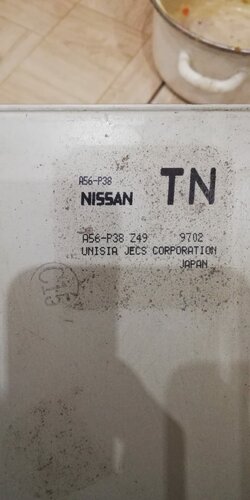 A56-P38
NISSAN TN
A56-P38 Z49 9702
UNISIA JECS CORPORATION
JAPAN